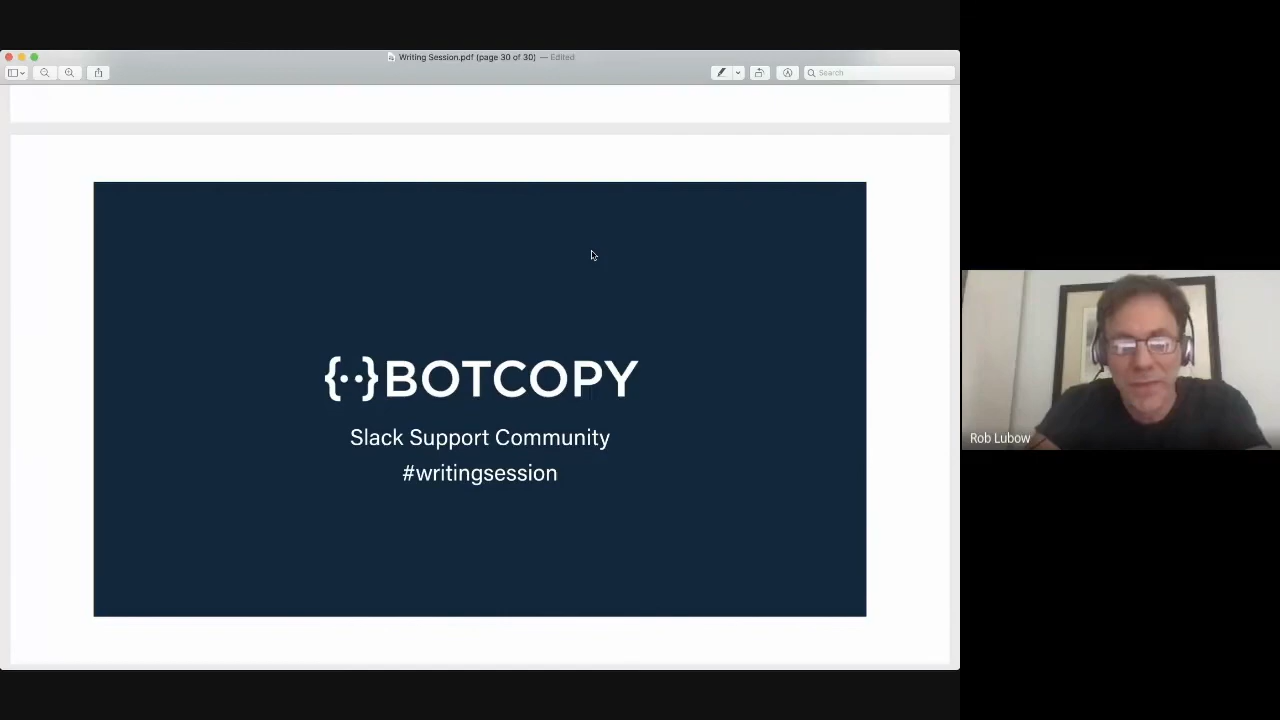 Writing Session.pdf (page 30 of 30) — Edited
Search
{··}BOTCOPY
Slack Support Community
#writingsession
Rob Lubow